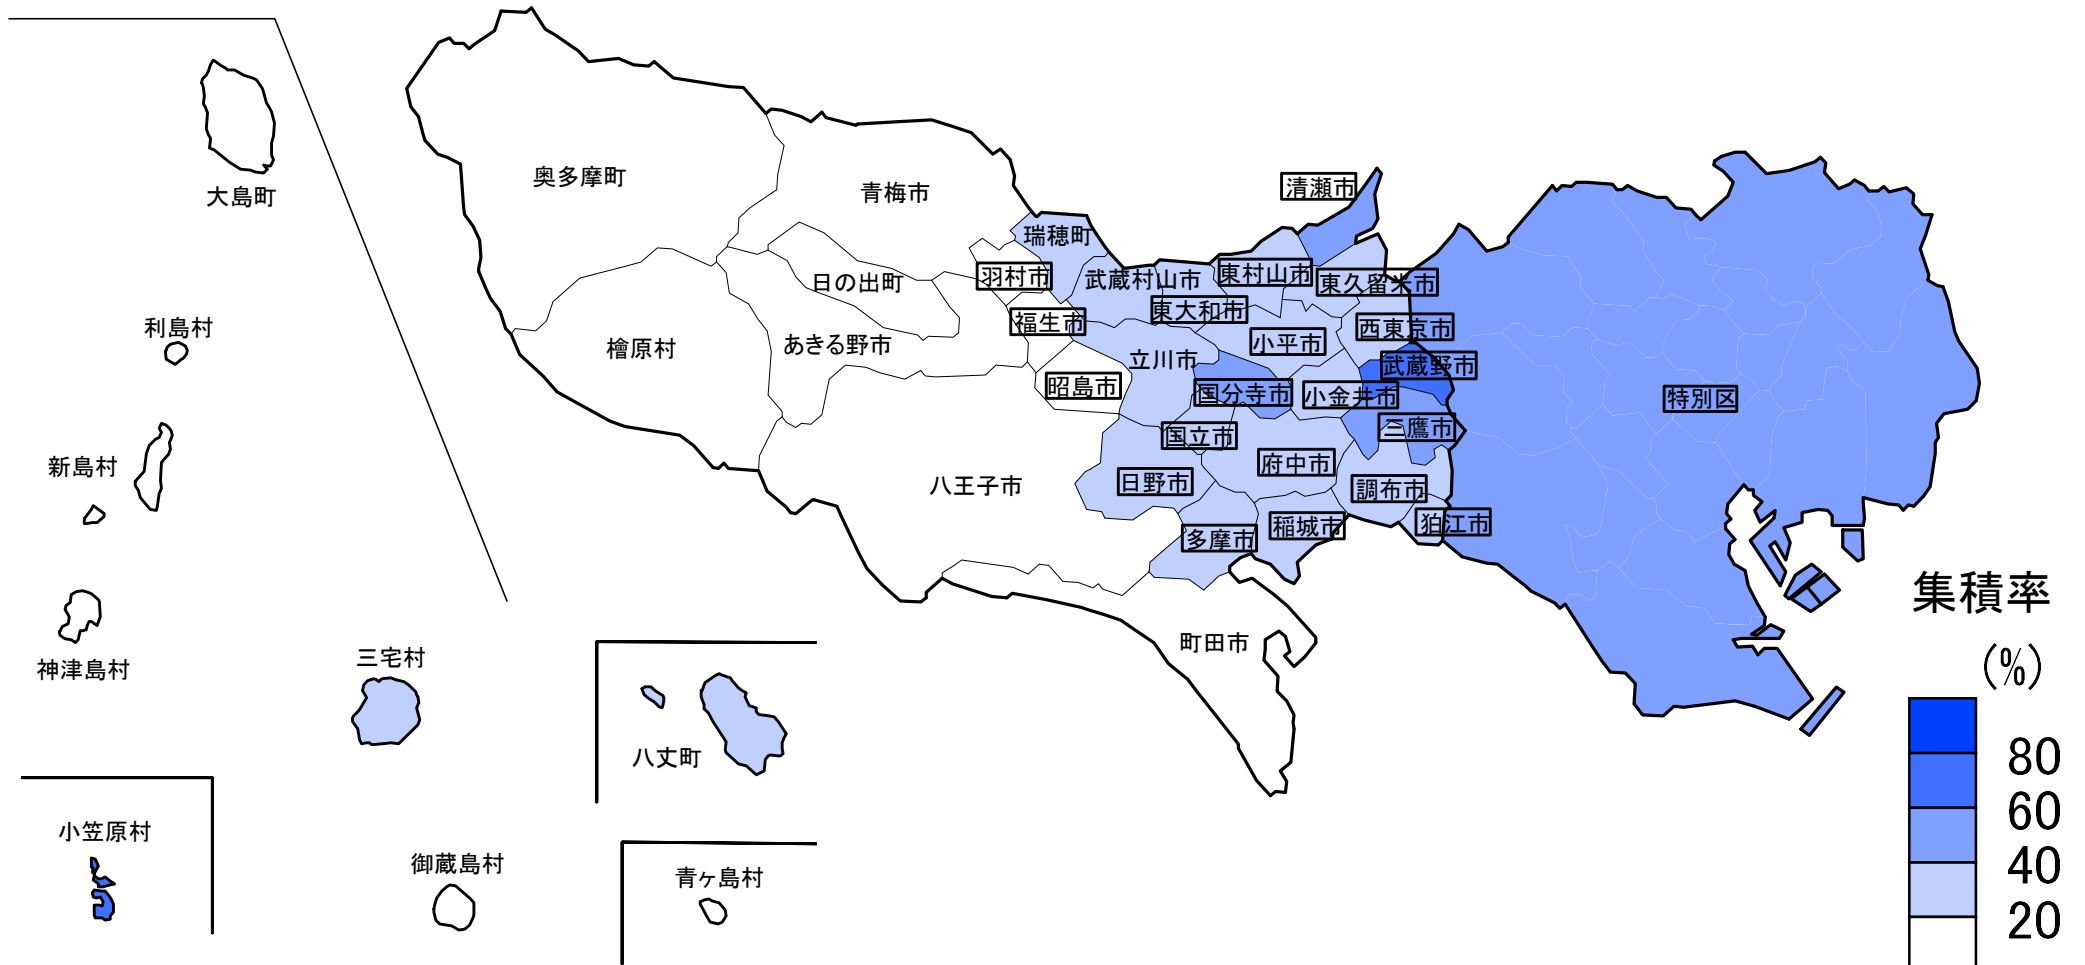 大島町
利島村
新島村
神津島村
三宅村
八丈町
小笠原村
御蔵島村
青ヶ島村
奥多摩町
青梅市
瑞穂町
羽村市
日の出町
福生市
檜原村
あきる野市
昭島市
八王子市
町田市
武蔵村山市
東大和市
東村山市
清瀬市
東久留米市
西東京市
小平市
立川市
武蔵野市
国分寺市
小金井市
三鷹市
国立市
府中市
日野市
調布市
多摩市
稲城市
狛江市
特別区
集積率
(%)
80
60
40
20